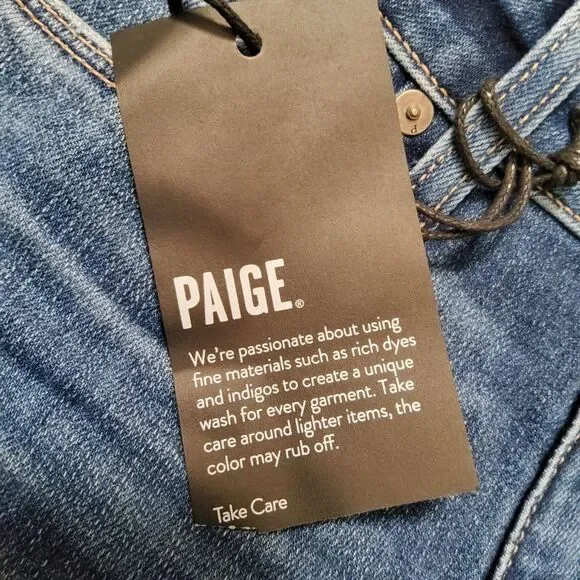 PAIGE®
We're passionate about using
fine materials such as rich dyes
and indigos to create a unique
wash for every garment. Take
care around lighter items, the
color may rub off.
Take Care